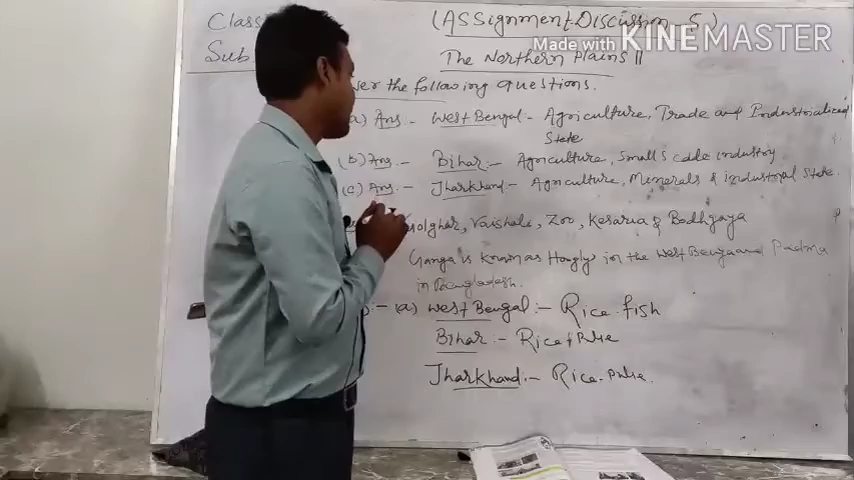 Class (Assignment Discussion - 5)
Made with KINEMASTER
Sub. The Northern Plains II
the following questions.
a) Ans - West Bengal - Agriculture, Trade and Industrialised
State
(b) Ans - Bihar :- Agriculture, Small scale industry
(c) Ans. - Jharkhand :- Agriculture, Minerals & industrial state.
Vaishali, Zoo, Kesaria & Bodhgaya
Ganga is known as Hoogly in the West Bengal and Padma
in Bangladesh.
:- (a) West Bengal :- Rice - fish
Bihar :- Rice + Pulse
Jharkhand :- Rice - Pulse.